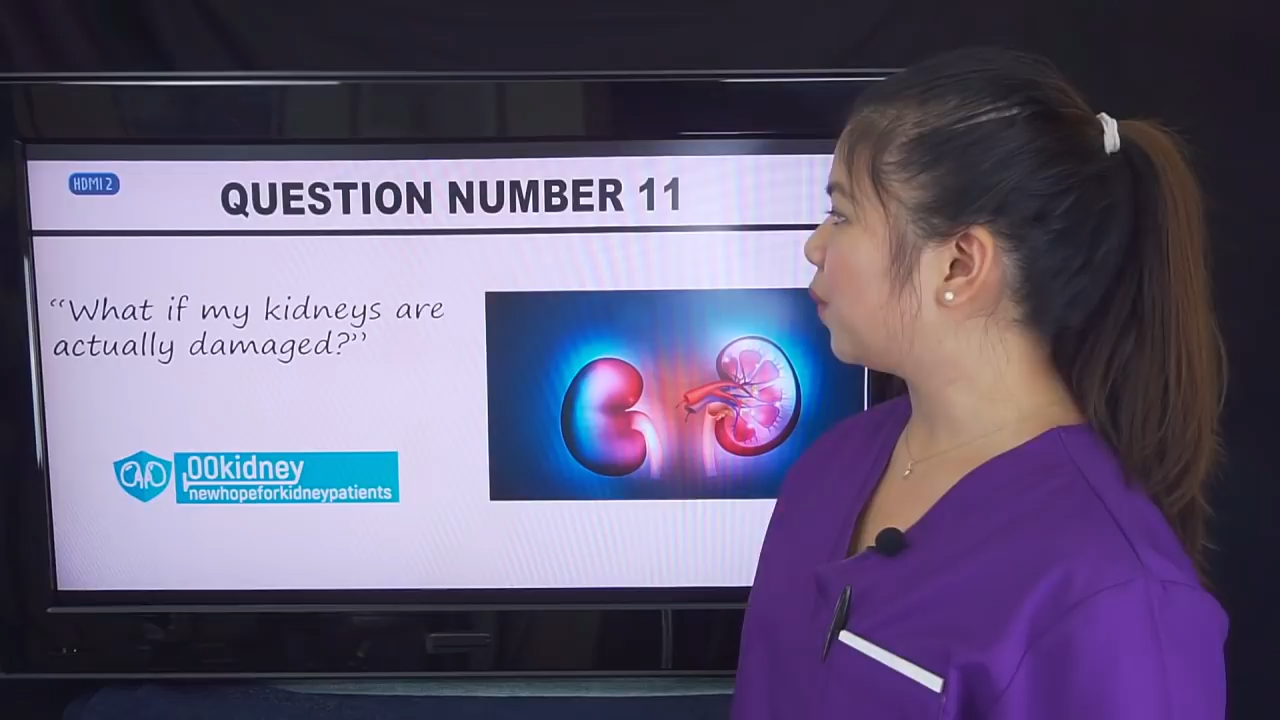 HDMI 2
QUESTION NUMBER 11
“What if my kidneys are
actually damaged?”
00kidney
newhopeforkidneypatients